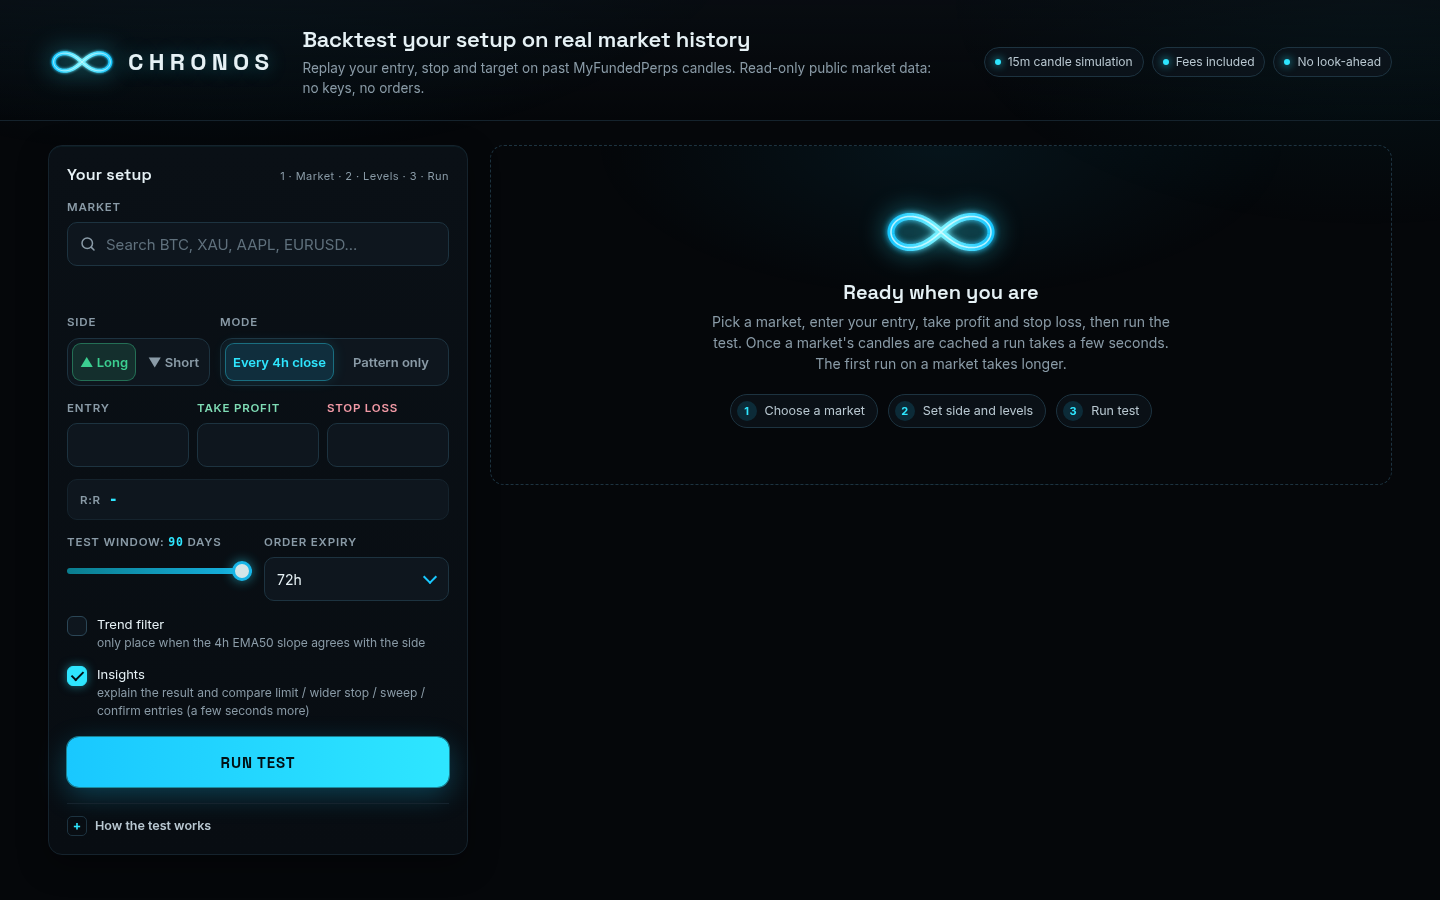 CHRONOS
Backtest your setup on real market history
Replay your entry, stop and target on past MyFundedPerps candles. Read-only public market data:
no keys, no orders.
15m candle simulation
Fees included
No look-ahead
Your setup
1 · Market · 2 · Levels · 3 · Run
MARKET
Search BTC, XAU, AAPL, EURUSD...
SIDE
MODE
▲ Long
▼ Short
Every 4h close
Pattern only
ENTRY
TAKE PROFIT
STOP LOSS
R:R -
TEST WINDOW: 90 DAYS
ORDER EXPIRY
72h
Trend filter
only place when the 4h EMA50 slope agrees with the side
Insights
explain the result and compare limit / wider stop / sweep /
confirm entries (a few seconds more)
RUN TEST
+ How the test works
Ready when you are
Pick a market, enter your entry, take profit and stop loss, then run the
test. Once a market's candles are cached a run takes a few seconds.
The first run on a market takes longer.
1 Choose a market
2 Set side and levels
3 Run test